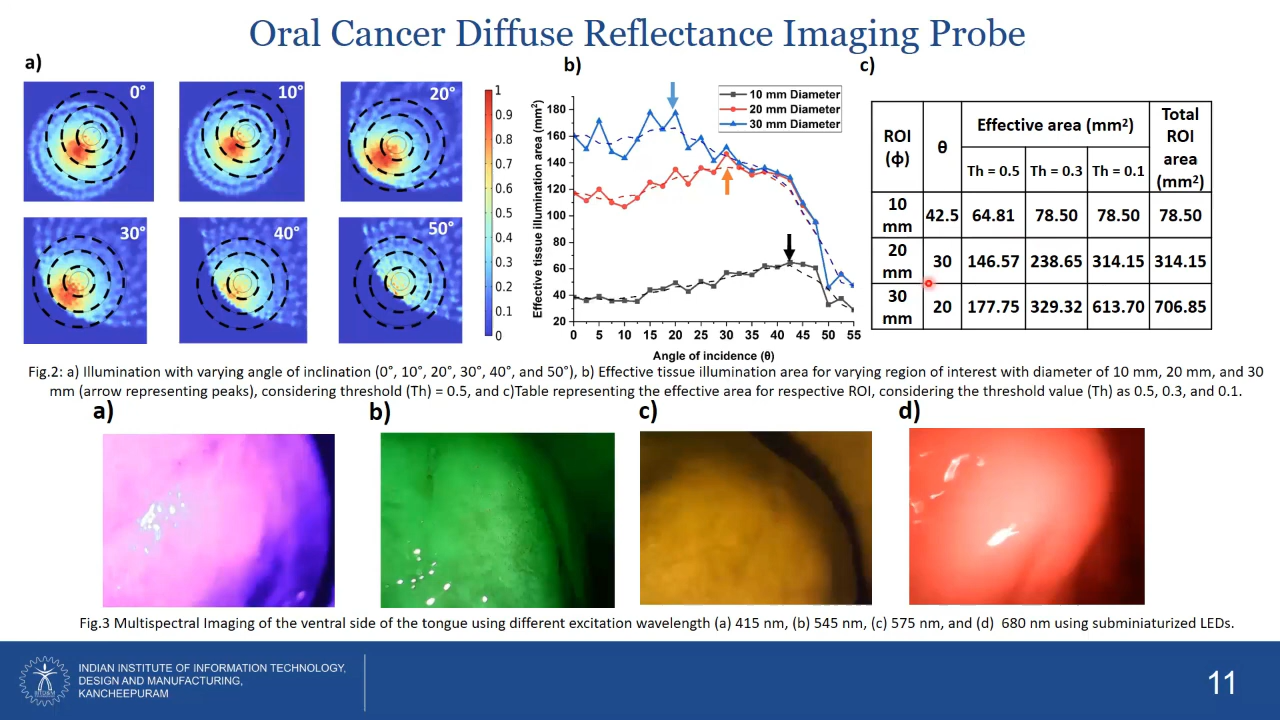 Oral Cancer Diffuse Reflectance Imaging Probe
a)
0°
10°
20°
30°
40°
50°
1
0.9
0.8
0.7
0.6
0.5
0.4
0.3
0.2
0.1
0
b)
10 mm Diameter
20 mm Diameter
30 mm Diameter
Effective tissue illumination area (mm²)
180
160
140
120
100
80
60
40
20
0 5 10 15 20 25 30 35 40 45 50 55
Angle of incidence (θ)
c)
ROI (ϕ) θ Effective area (mm²) Total ROI area (mm²)
Th = 0.5 Th = 0.3 Th = 0.1
10 mm 42.5 64.81 78.50 78.50 78.50
20 mm 30 146.57 238.65 314.15 314.15
30 mm 20 177.75 329.32 613.70 706.85
Fig.2: a) Illumination with varying angle of inclination (0°, 10°, 20°, 30°, 40°, and 50°), b) Effective tissue illumination area for varying region of interest with diameter of 10 mm, 20 mm, and 30
mm (arrow representing peaks), considering threshold (Th) = 0.5, and c)Table representing the effective area for respective ROI, considering the threshold value (Th) as 0.5, 0.3, and 0.1.
a)
b)
c)
d)
Fig.3 Multispectral Imaging of the ventral side of the tongue using different excitation wavelength (a) 415 nm, (b) 545 nm, (c) 575 nm, and (d) 680 nm using subminiaturized LEDs.
INDIAN INSTITUTE OF INFORMATION TECHNOLOGY,
DESIGN AND MANUFACTURING,
KANCHEEPURAM
11